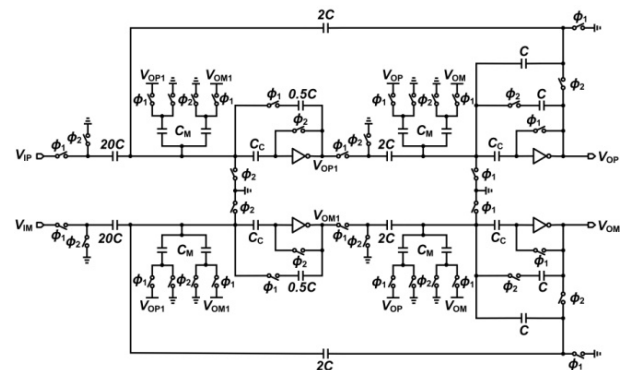 2C
ϕ1
C
VOP1 VOM1 VOP VOM
ϕ1 0.5C ϕ2 C
ϕ1 ϕ2 ϕ2 ϕ1 ϕ1 ϕ2 ϕ2 ϕ1 ϕ2
ϕ2 CM ϕ2 ϕ2 CM ϕ1
20C CC 2C CC
VIP ϕ1 VOP1 ϕ1 VOP
ϕ2 ϕ1
ϕ2 ϕ1
VIM VOM1 VOM
ϕ1 20C CC ϕ1 2C CC
ϕ2 CM ϕ2 ϕ2 CM ϕ1
ϕ1 ϕ2 ϕ2 ϕ1 ϕ1 ϕ1 ϕ2 ϕ2 ϕ1 ϕ2 C ϕ2
VOP1 VOM1 0.5C VOP VOM
C
2C
ϕ1